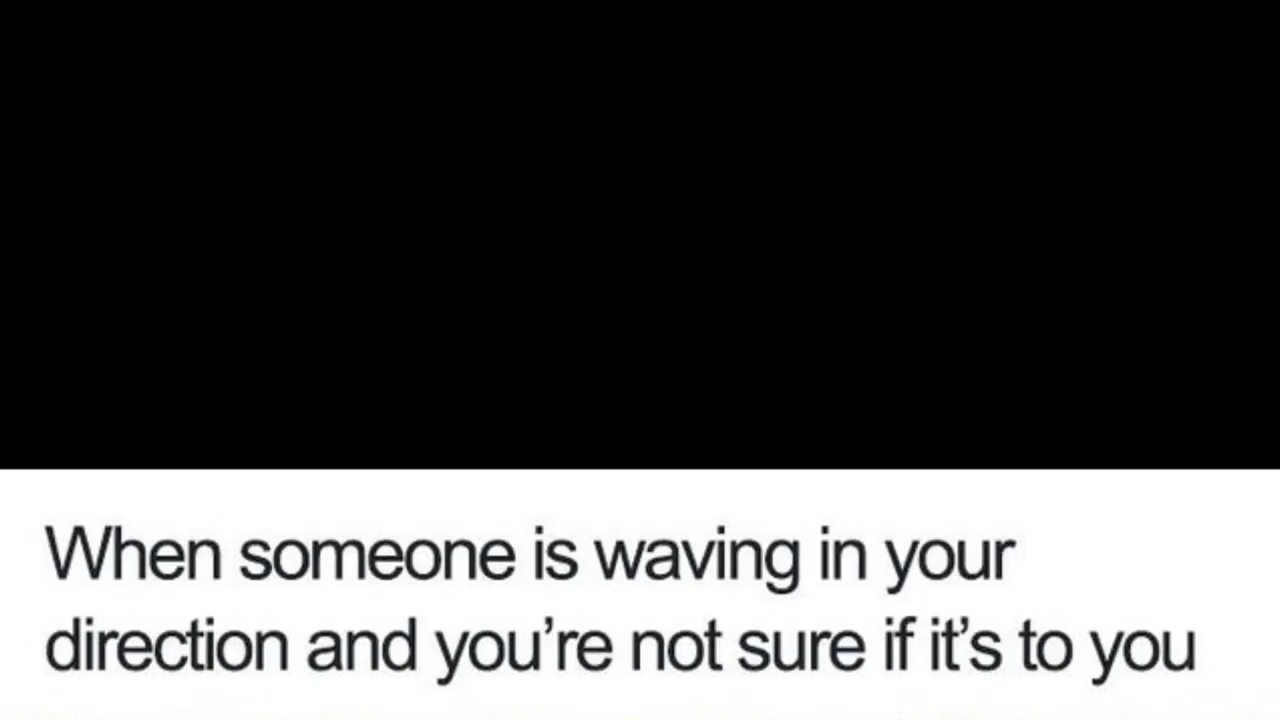 When someone is waving in your
direction and you’re not sure if it’s to you